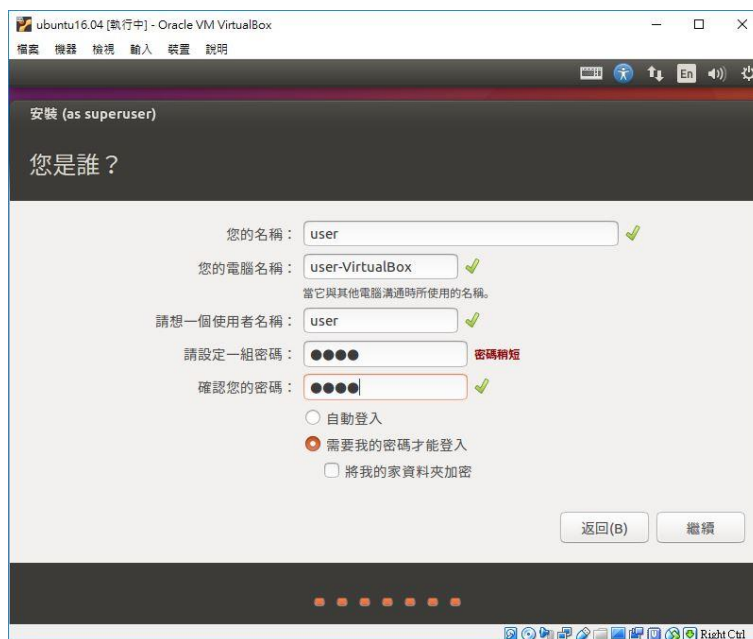 ubuntu16.04 [執行中] - Oracle VM VirtualBox
檔案 機器 檢視 輸入 裝置 說明
En
安裝 (as superuser)
您是誰？
您的名稱： user
您的電腦名稱： user-VirtualBox
當它與其他電腦溝通時所使用的名稱。
請想一個使用者名稱： user
請設定一組密碼： ●●●● 密碼稍短
確認您的密碼： ●●●●
自動登入
需要我的密碼才能登入
將我的家資料夾加密
返回(B) 繼續
Right Ctrl